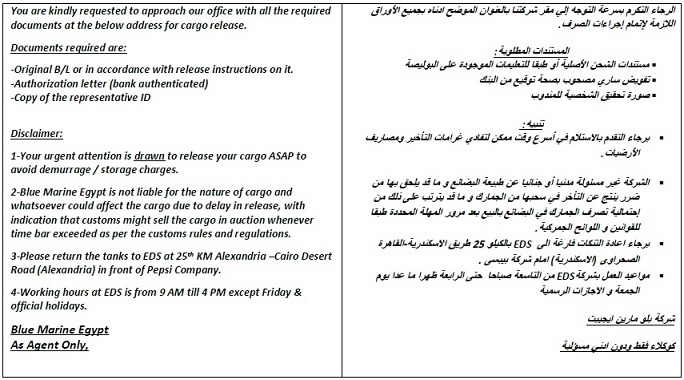 You are kindly requested to approach our office with all the required
documents at the below address for cargo release.
Documents required are:
-Original B/L or in accordance with release instructions on it.
-Authorization letter (bank authenticated)
-Copy of the representative ID
Disclaimer:
1-Your urgent attention is drawn to release your cargo ASAP to
avoid demurrage / storage charges.
2-Blue Marine Egypt is not liable for the nature of cargo and
whatsoever could affect the cargo due to delay in release, with
indication that customs might sell the cargo in auction whenever
time bar exceeded as per the customs rules and regulations.
3-Please return the tanks to EDS at 25th KM Alexandria –Cairo Desert
Road (Alexandria) in front of Pepsi Company.
4-Working hours at EDS is from 9 AM till 4 PM except Friday &
official holidays.
Blue Marine Egypt
As Agent Only,
الرجاء التكرم بسرعة التوجه إلي مقر شركتنا بالعنوان الموضح ادناه بجميع الأوراق
اللازمة لإتمام إجراءات الصرف.
المستندات المطلوبة :
▪ مستندات الشحن الأصلية أو طبقا للتعليمات الموجودة على البوليصة
▪ تفويض ساري مصحوب بصحة توقيع من البنك
▪ صورة تحقيق الشخصية للمندوب
تنبيه :
▪ برجاء التقدم بالاستلام في أسرع وقت ممكن لتفادي غرامات التأخير ومصاريف
الأرضيات.
▪ الشركة غير مسئولة مدنيا أو جنائيا عن طبيعة البضائع و ما قد يلحق بها من
ضرر ينتج عن التأخر في سحبها من الجمارك و ما قد يترتب على ذلك من
إحتمالية تصرف الجمارك في البضائع بالبيع بعد مرور المهلة المحددة طبقا
للقوانين و اللوائح الجمركية.
▪ برجاء اعادة التنكات فارغة الى EDS بالكيلو 25 طريق الاسكندرية-القاهرة
الصحراوى (الاسكندرية) امام شركة بيبسى .
▪ مواعيد العمل بشركة EDS من التاسعة صباحا حتى الرابعة ظهرا ما عدا يوم
الجمعة و الاجازات الرسمية
شركة بلو مارين ايجيبت
كوكلاء فقط ودون ادني مسؤلية